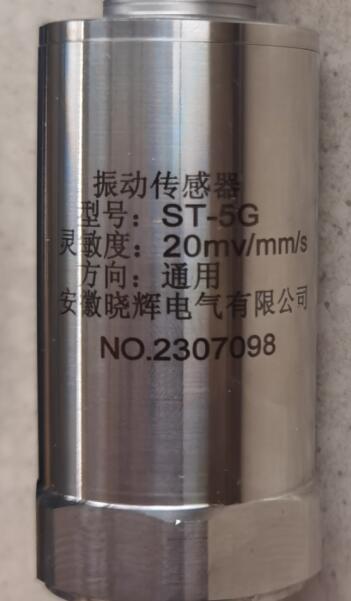 振动传感器
型号：ST-5G
灵敏度：20mv/mm/s
方向：通用
安徽晓辉电气有限公司
NO.2307098